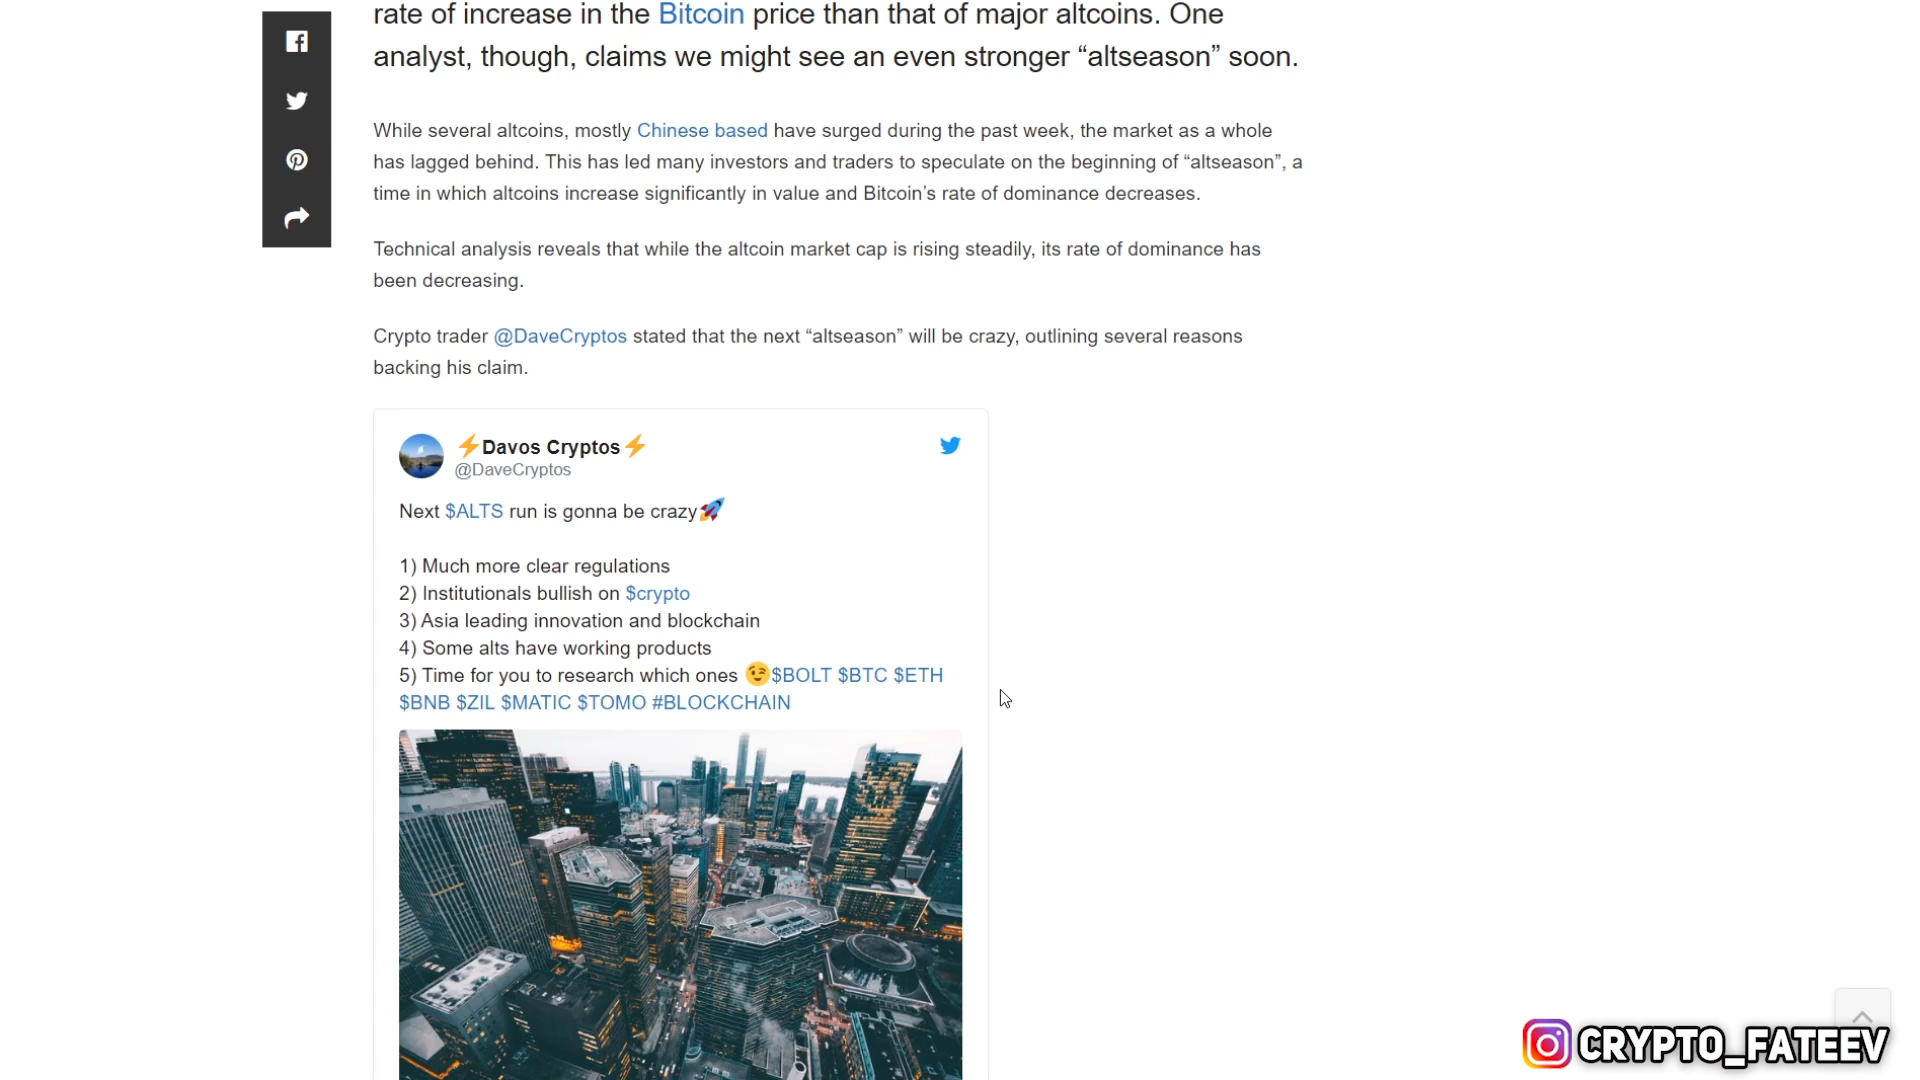 rate of increase in the Bitcoin price than that of major altcoins. One
analyst, though, claims we might see an even stronger “altseason” soon.
While several altcoins, mostly Chinese based have surged during the past week, the market as a whole
has lagged behind. This has led many investors and traders to speculate on the beginning of “altseason”, a
time in which altcoins increase significantly in value and Bitcoin’s rate of dominance decreases.
Technical analysis reveals that while the altcoin market cap is rising steadily, its rate of dominance has
been decreasing.
Crypto trader @DaveCryptos stated that the next “altseason” will be crazy, outlining several reasons
backing his claim.
⚡Davos Cryptos⚡
@DaveCryptos
Next $ALTS run is gonna be crazy🚀
1) Much more clear regulations
2) Institutionals bullish on $crypto
3) Asia leading innovation and blockchain
4) Some alts have working products
5) Time for you to research which ones 😉$BOLT $BTC $ETH
$BNB $ZIL $MATIC $TOMO #BLOCKCHAIN
CRYPTO_FATEEV